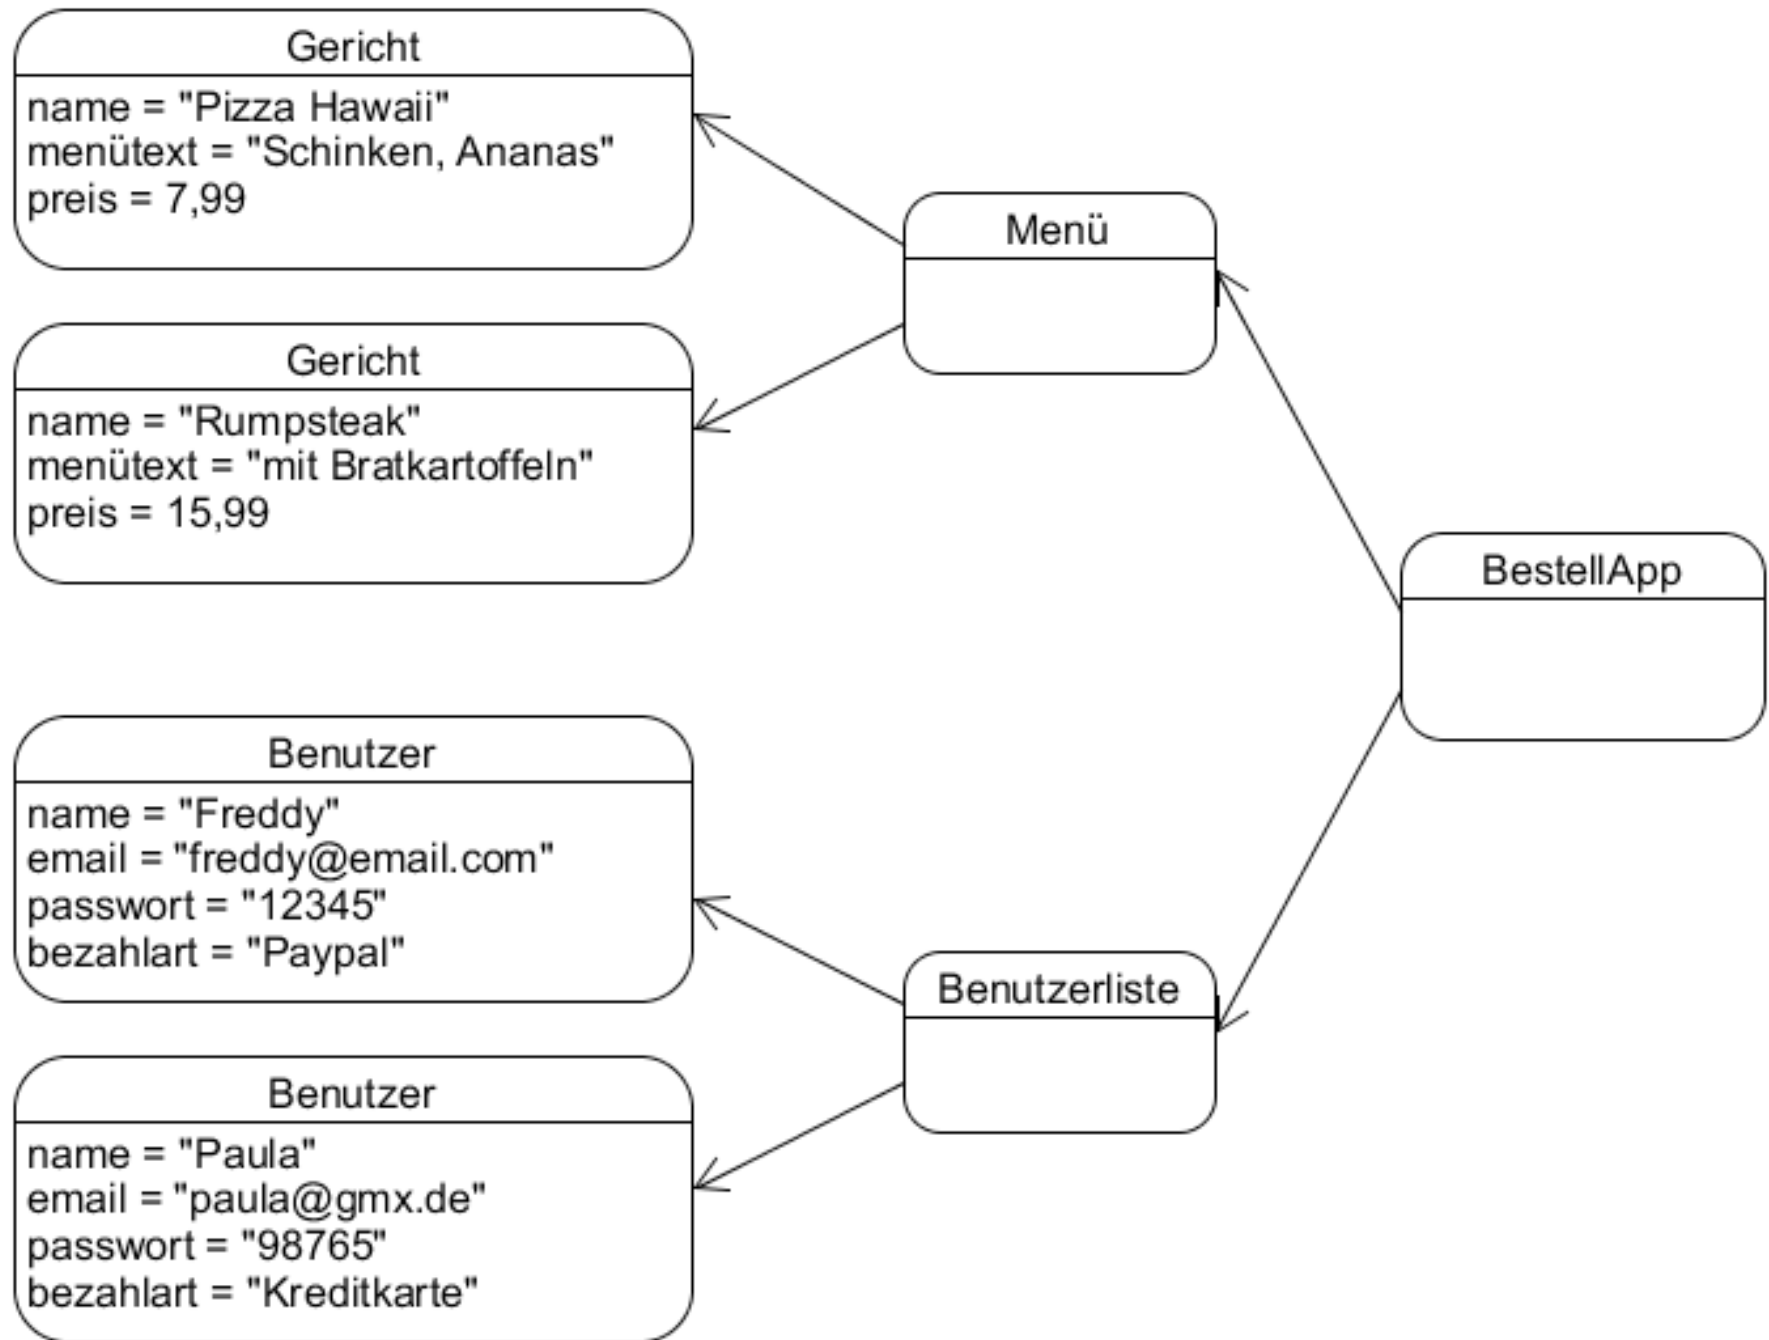 Gericht
name = "Pizza Hawaii"
menütext = "Schinken, Ananas"
preis = 7,99
Gericht
name = "Rumpsteak"
menütext = "mit Bratkartoffeln"
preis = 15,99
Menü
BestellApp
Benutzer
name = "Freddy"
email = "freddy@email.com"
passwort = "12345"
bezahlart = "Paypal"
Benutzer
name = "Paula"
email = "paula@gmx.de"
passwort = "98765"
bezahlart = "Kreditkarte"
Benutzerliste